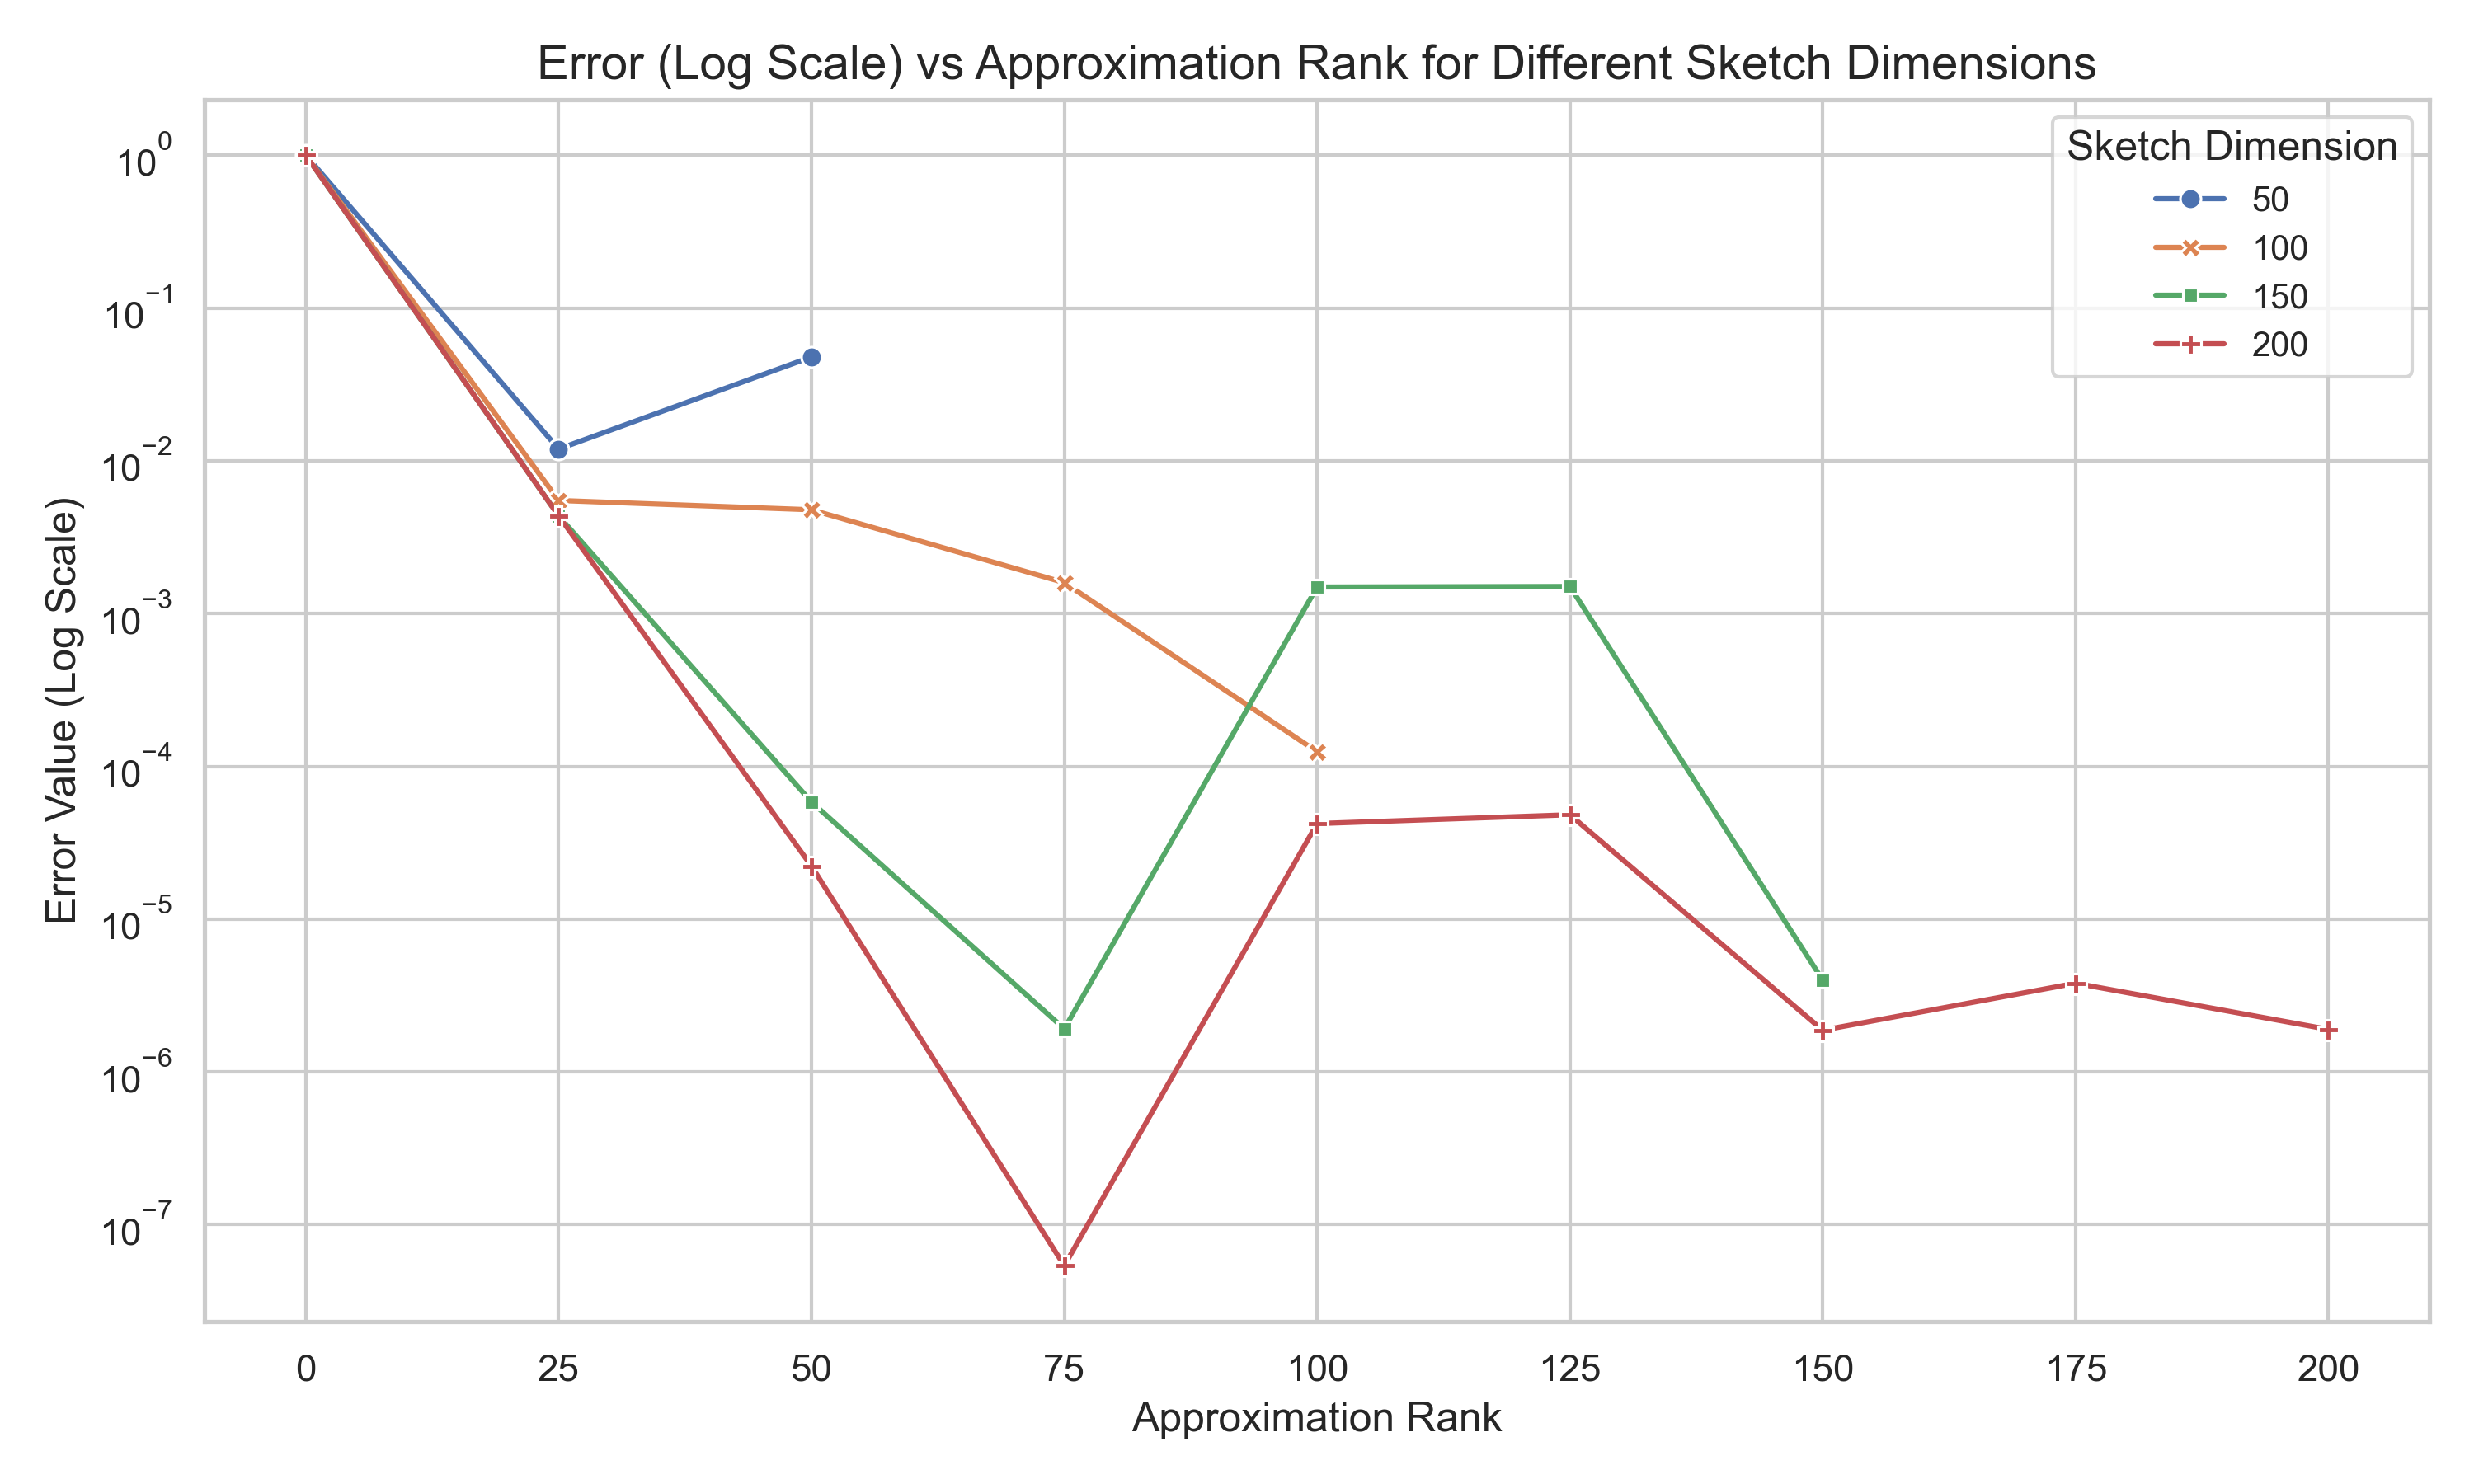 Error (Log Scale) vs Approximation Rank for Different Sketch Dimensions
Sketch Dimension
50
100
150
200
Error Value (Log Scale)
10^0
10^−1
10^−2
10^−3
10^−4
10^−5
10^−6
10^−7
0 25 50 75 100 125 150 175 200
Approximation Rank